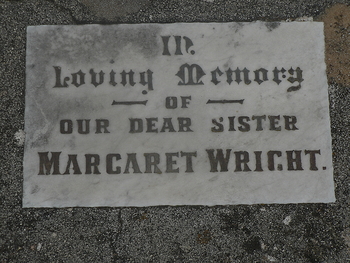 IN
Loving Memory
OF
OUR DEAR SISTER
MARGARET WRIGHT.